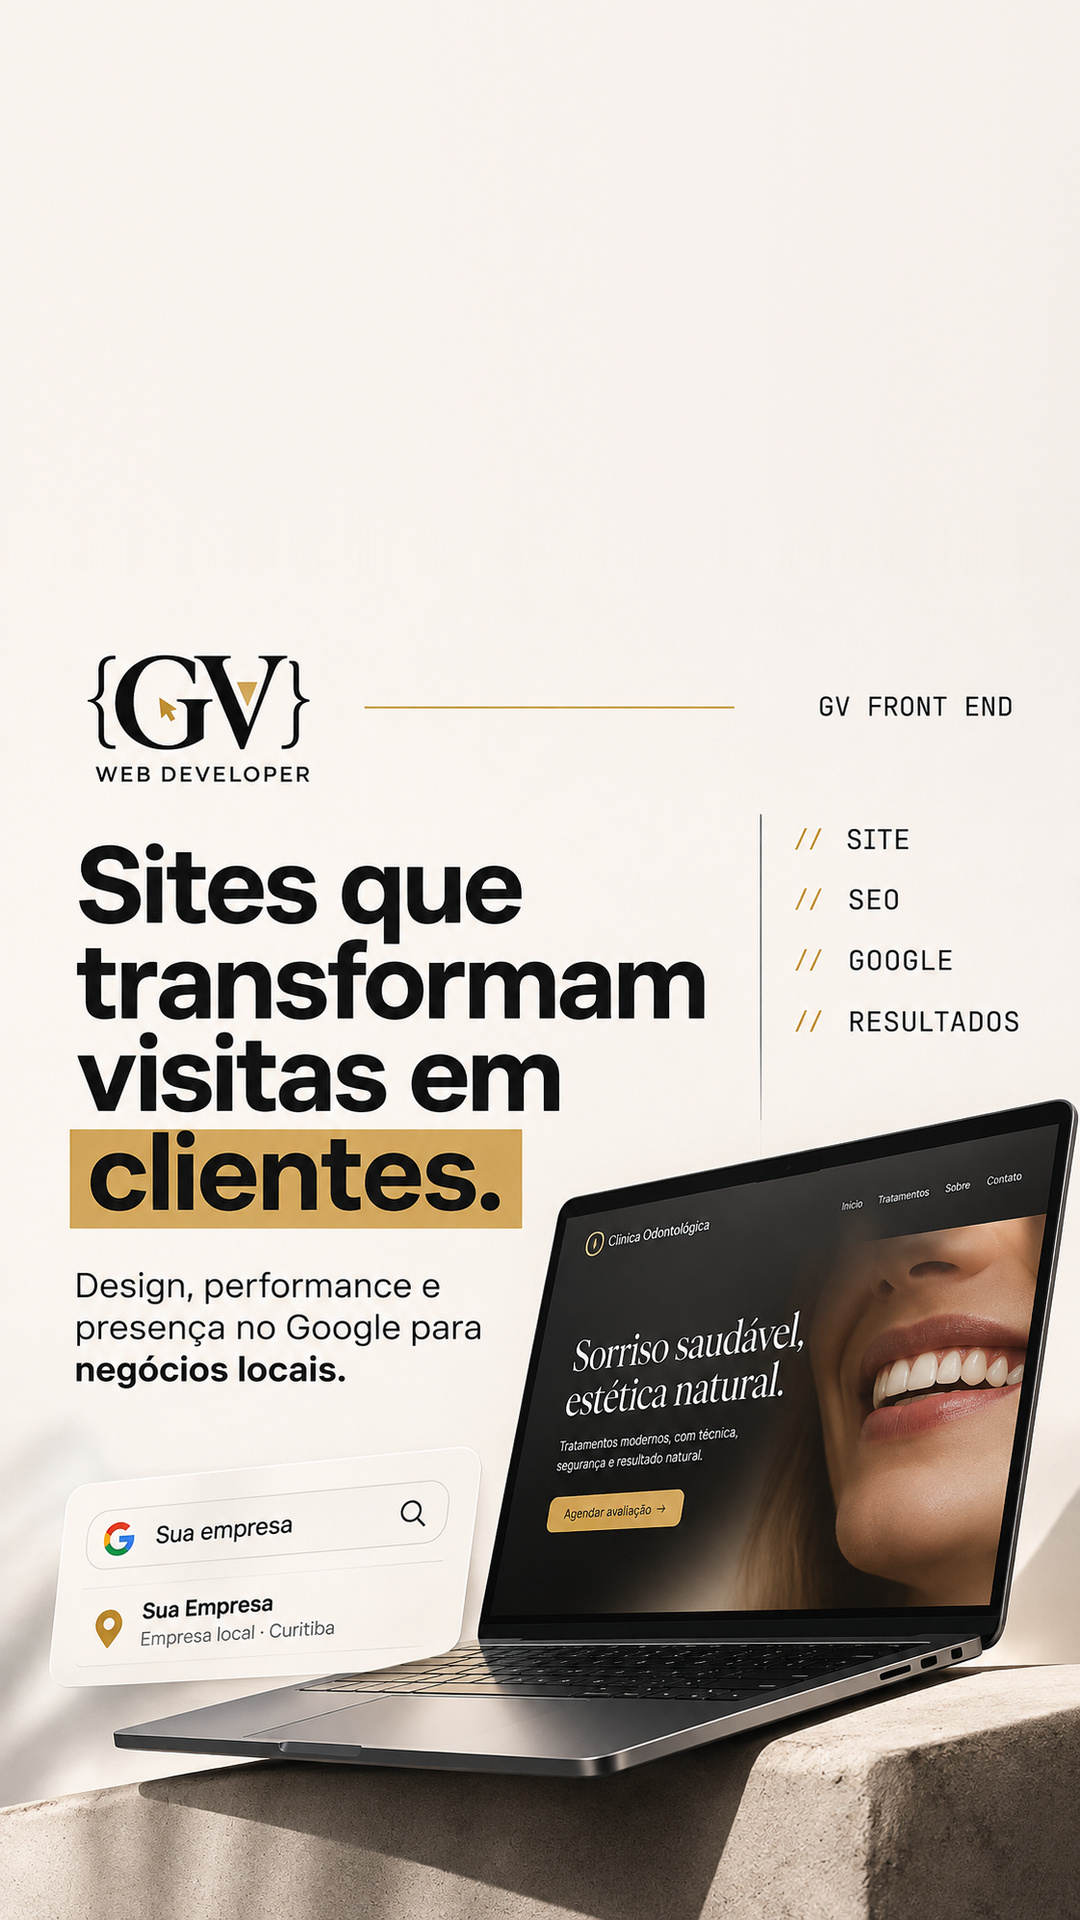 {GV}
WEB DEVELOPER
GV FRONT END
Sites que
transformam
visitas em
clientes.
// SITE
// SEO
// GOOGLE
// RESULTADOS
Design, performance e
presença no Google para
negócios locais.
G Sua empresa
Sua Empresa
Empresa local · Curitiba
Clínica Odontológica
Início Tratamentos Sobre Contato
Sorriso saudável,
estética natural.
Tratamentos modernos, com técnica,
segurança e resultado natural.
Agendar avaliação →